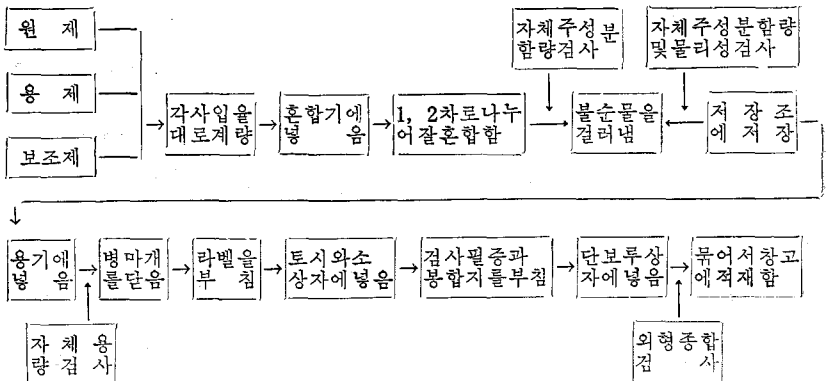 원 제
용 제
보조제
각사입율
대로계량
혼합기에
넣 음
1, 2차로나누
어잘혼합함
자체주성분
함량검사
불순물을
걸러냄
자체주성분함량
및물리성검사
저 장 조
에 저 장
용기에
넣 음
자 체 용
량 검 사
병마개
를닫음
라벨을
부 침
토시와소
상자에넣음
검사필증과
봉합지를부침
단보루상
자에넣음
외형종합
검 사
묶어서창고
에적재함